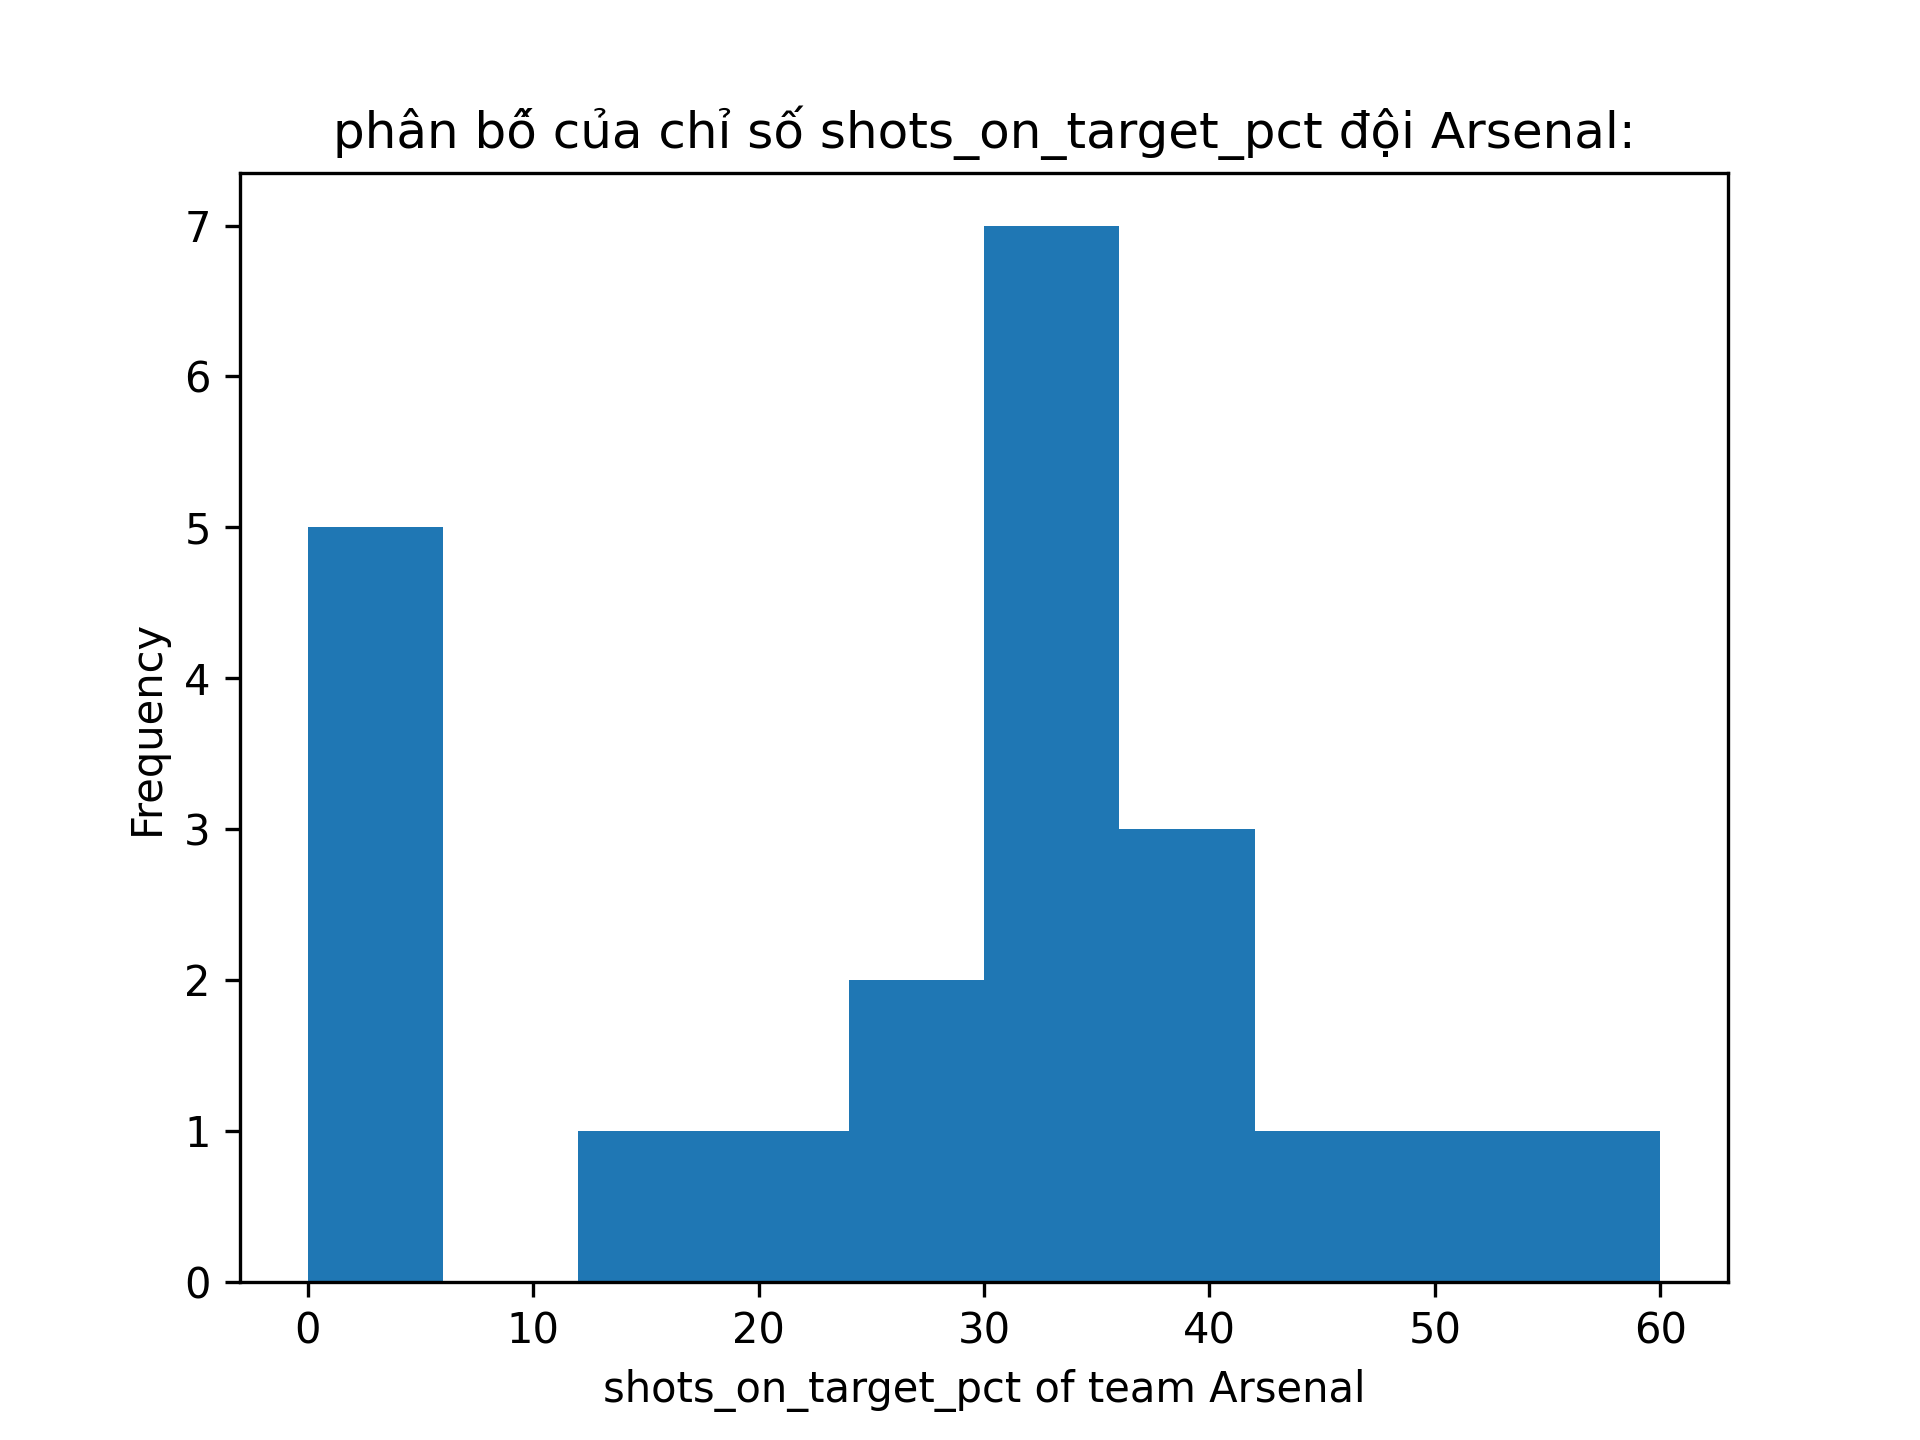 phân bố của chỉ số shots_on_target_pct đội Arsenal:
7
6
5
4
3
2
1
0
Frequency
0 10 20 30 40 50 60
shots_on_target_pct of team Arsenal